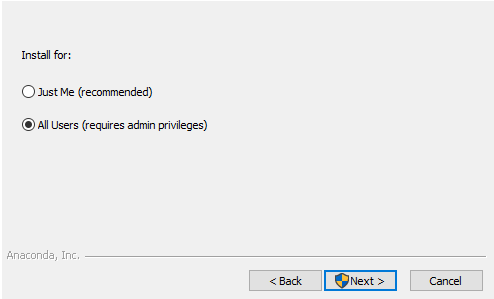 Install for:
Just Me (recommended)
All Users (requires admin privileges)
Anaconda, Inc.
< Back Next > Cancel